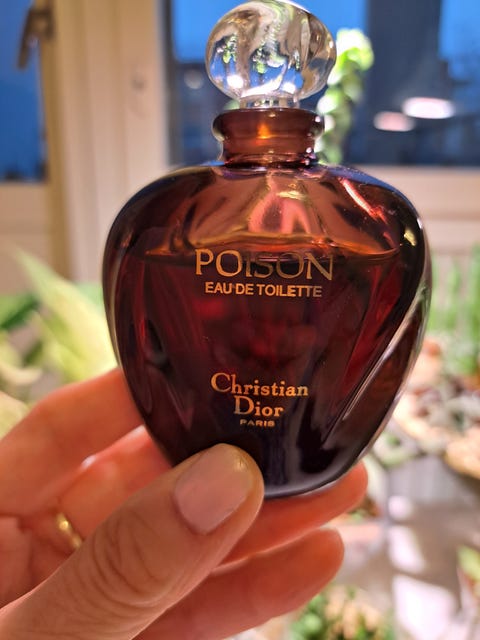 POISON
EAU DE TOILETTE
Christian
Dior
PARIS